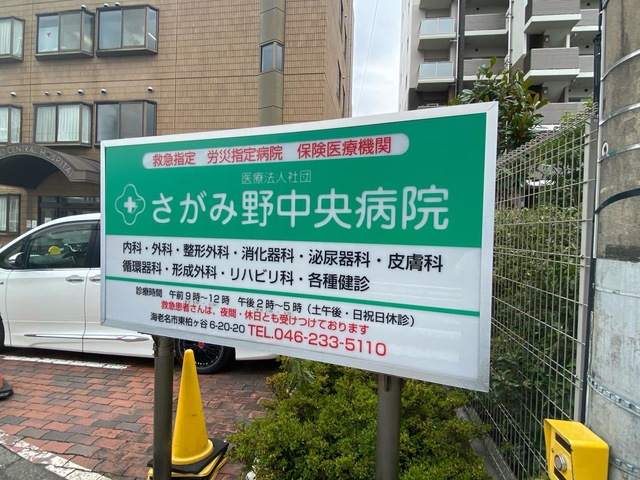 CENTRAL HOSPITAL
救急指定 労災指定病院 保険医療機関
医療法人社団
さがみ野中央病院
内科・外科・整形外科・消化器科・泌尿器科・皮膚科
循環器科・形成外科・リハビリ科・各種健診
診療時間 午前9時〜12時 午後2時〜5時(土午後・日祝日休診)
救急患者さんは、夜間・休日とも受けつけております
海老名市東柏ケ谷6-20-20 TEL.046-233-5110